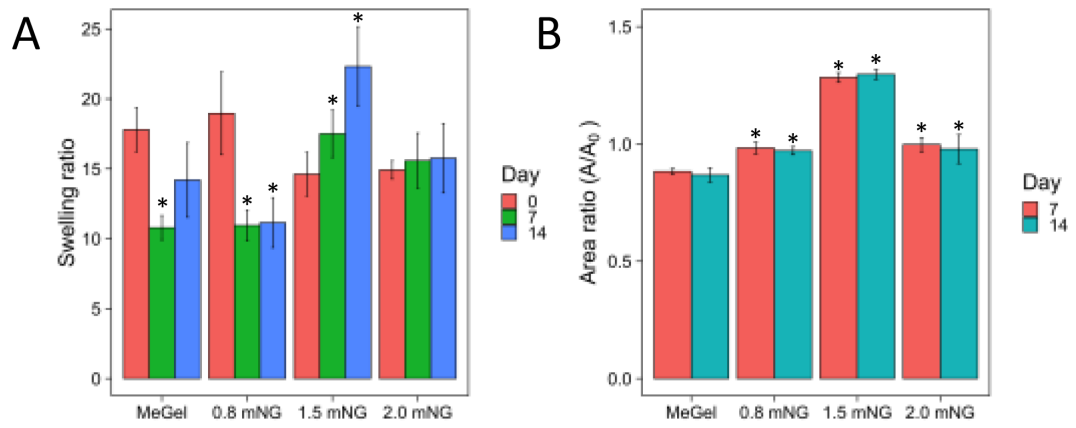 A
Swelling ratio
25
20
15
10
5
0
* * * * *
MeGel 0.8 mNG 1.5 mNG 2.0 mNG
Day
0
7
14
B
Area ratio (A/A₀ )
1.5
1.0
0.5
0.0
* * * * * *
MeGel 0.8 mNG 1.5 mNG 2.0 mNG
Day
7
14